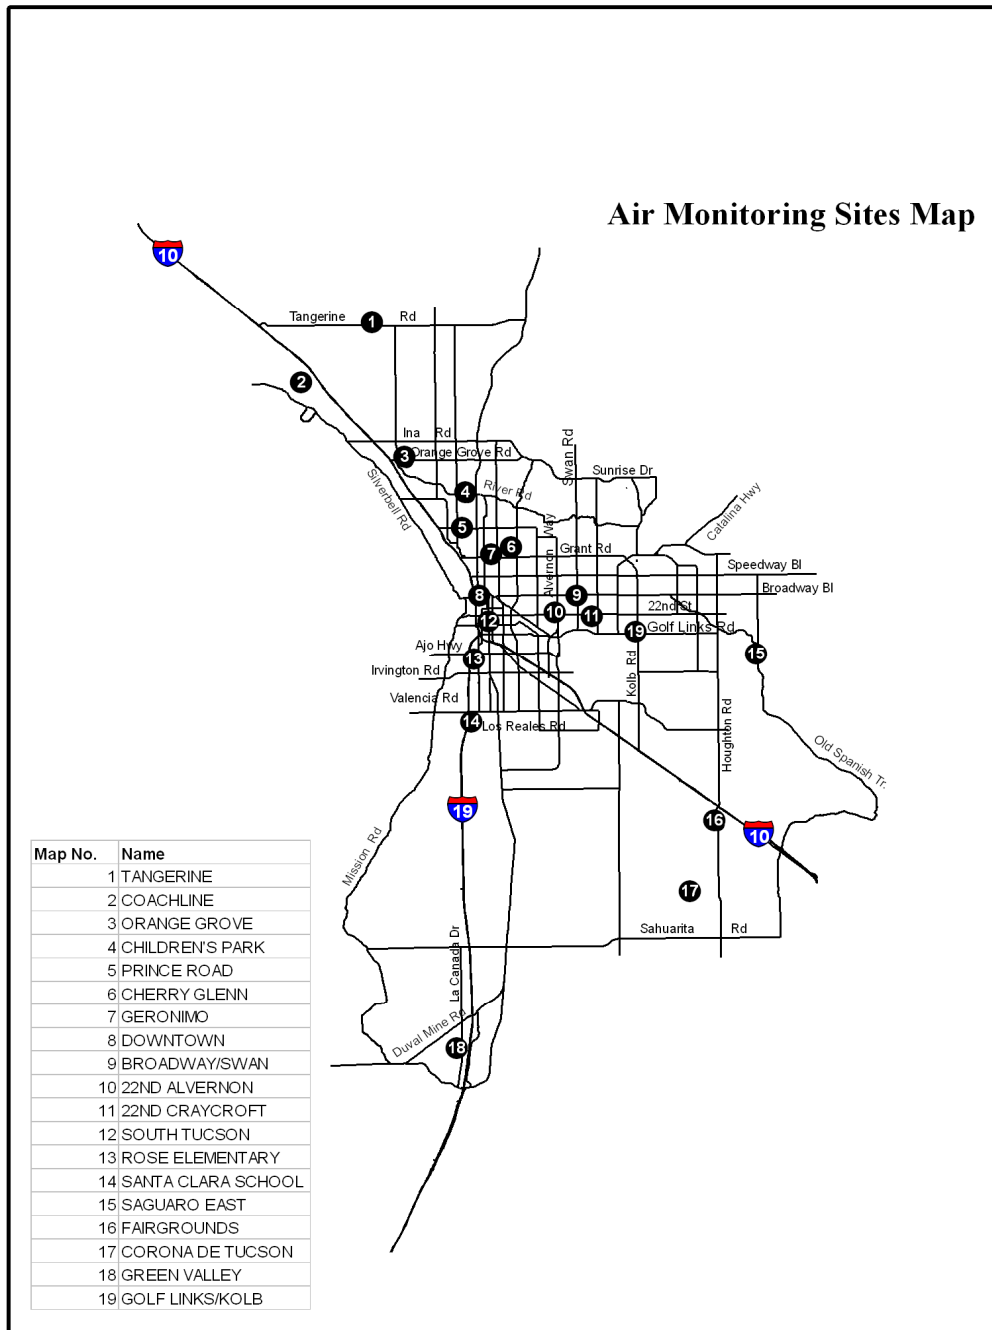 Air Monitoring Sites Map
10
Tangerine Rd
1
2
Ina Rd
3
Orange Grove Rd
Swan Rd
Sunrise Dr
Silverbell Rd
4
River Rd
Catalina Hwy
5
Alvernon Way
6
7
Grant Rd
Speedway Bl
8
9
Broadway Bl
10
11
22nd St
12
19
Golf Links Rd
Ajo Hwy
13
15
Irvington Rd
Kolb Rd
Valencia Rd
14
Los Reales Rd
Houghton Rd
Old Spanish Tr.
19
16
10
Mission Rd
17
Sahuarita Rd
La Canada Dr
Duval Mine Rd
18
Map No. Name
1 TANGERINE
2 COACHLINE
3 ORANGE GROVE
4 CHILDREN'S PARK
5 PRINCE ROAD
6 CHERRY GLENN
7 GERONIMO
8 DOWNTOWN
9 BROADWAY/SWAN
10 22ND ALVERNON
11 22ND CRAYCROFT
12 SOUTH TUCSON
13 ROSE ELEMENTARY
14 SANTA CLARA SCHOOL
15 SAGUARO EAST
16 FAIRGROUNDS
17 CORONA DE TUCSON
18 GREEN VALLEY
19 GOLF LINKS/KOLB